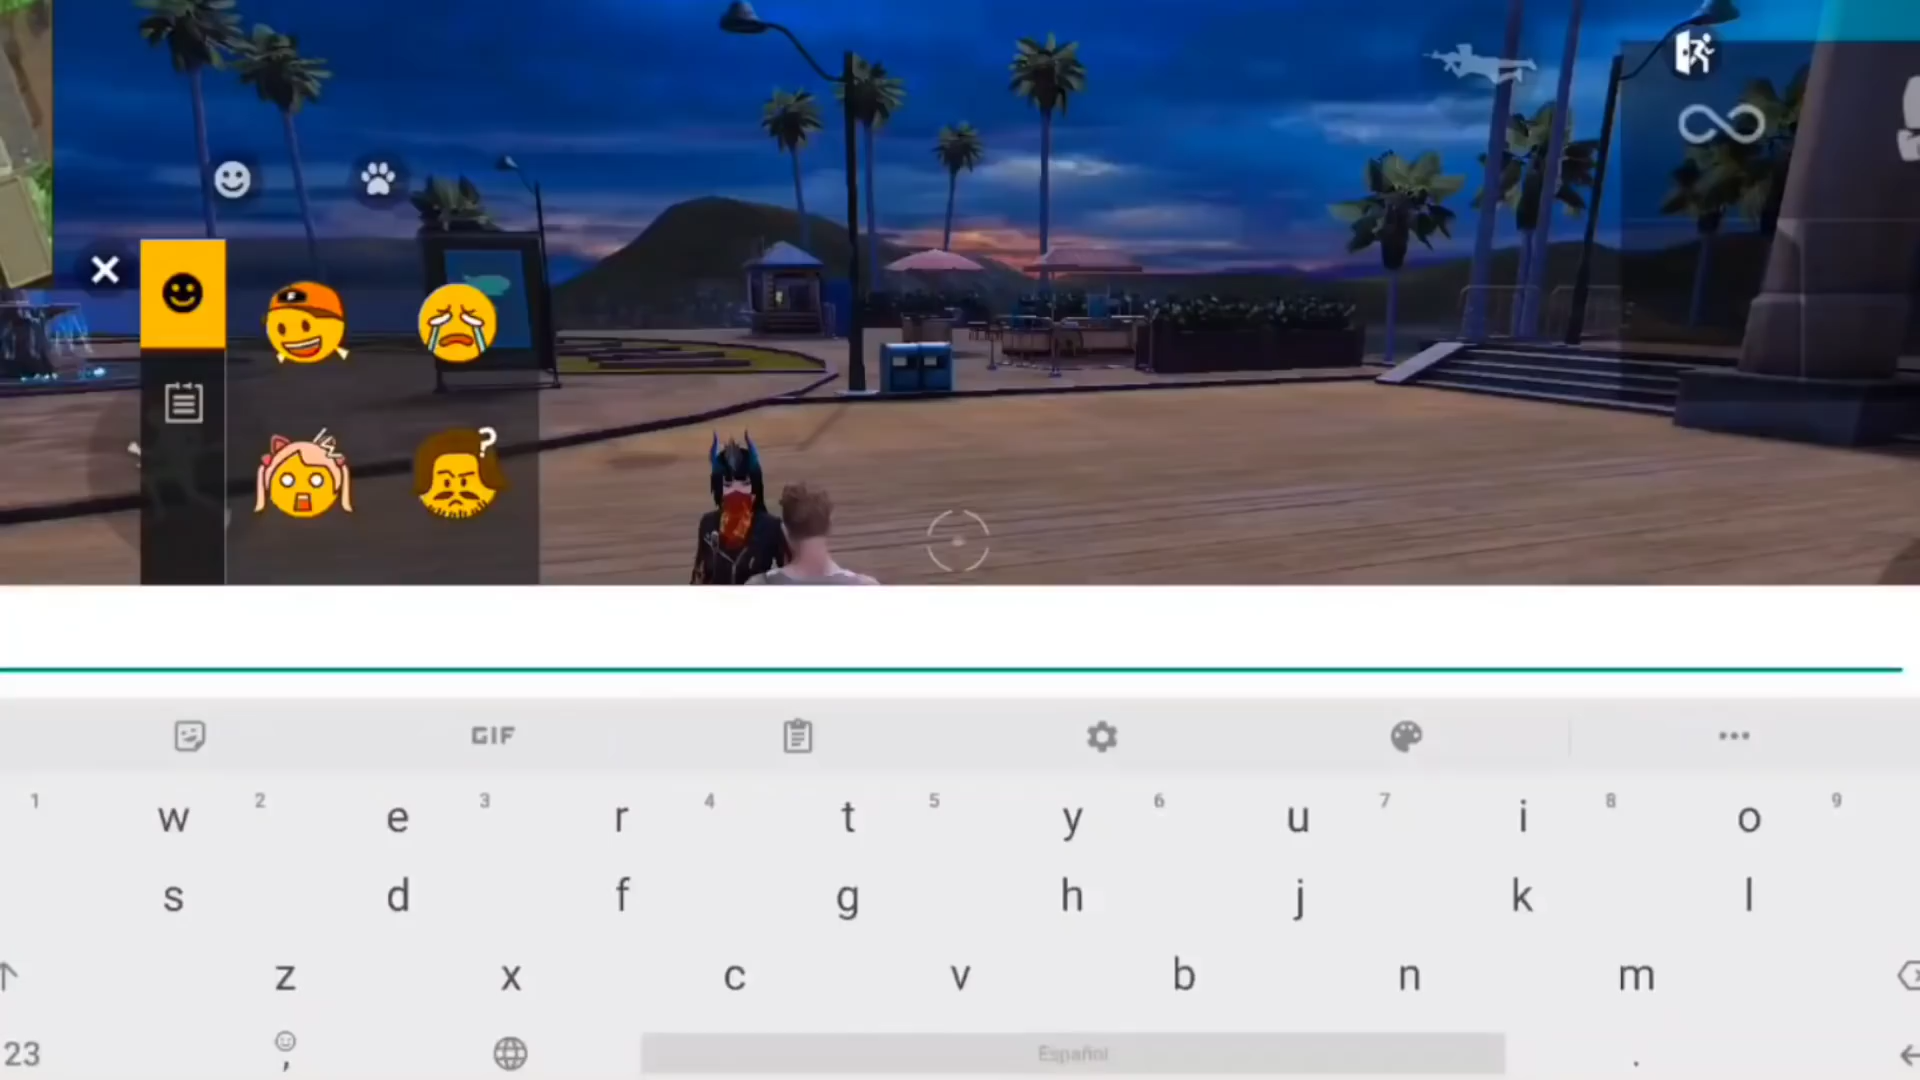 GIF
1 2 3 4 5 6 7 8 9
w e r t y u i o
s d f g h j k l
z x c v b n m
23 , Español .